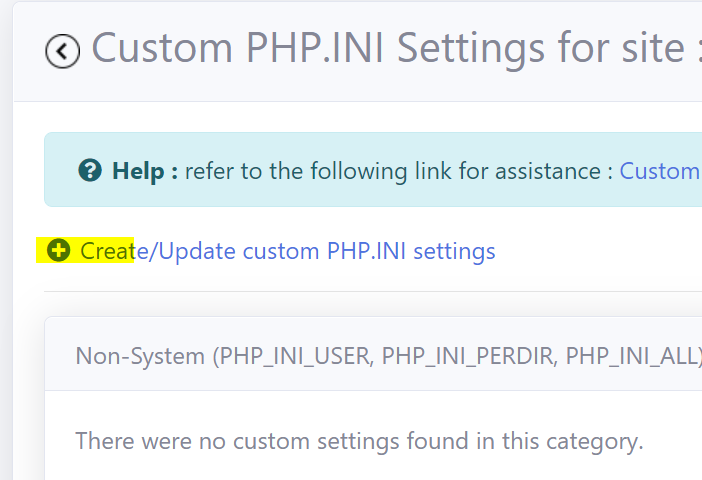 Custom PHP.INI Settings for site :
Help : refer to the following link for assistance : Custom
Create/Update custom PHP.INI settings
Non-System (PHP_INI_USER, PHP_INI_PERDIR, PHP_INI_ALL)
There were no custom settings found in this category.